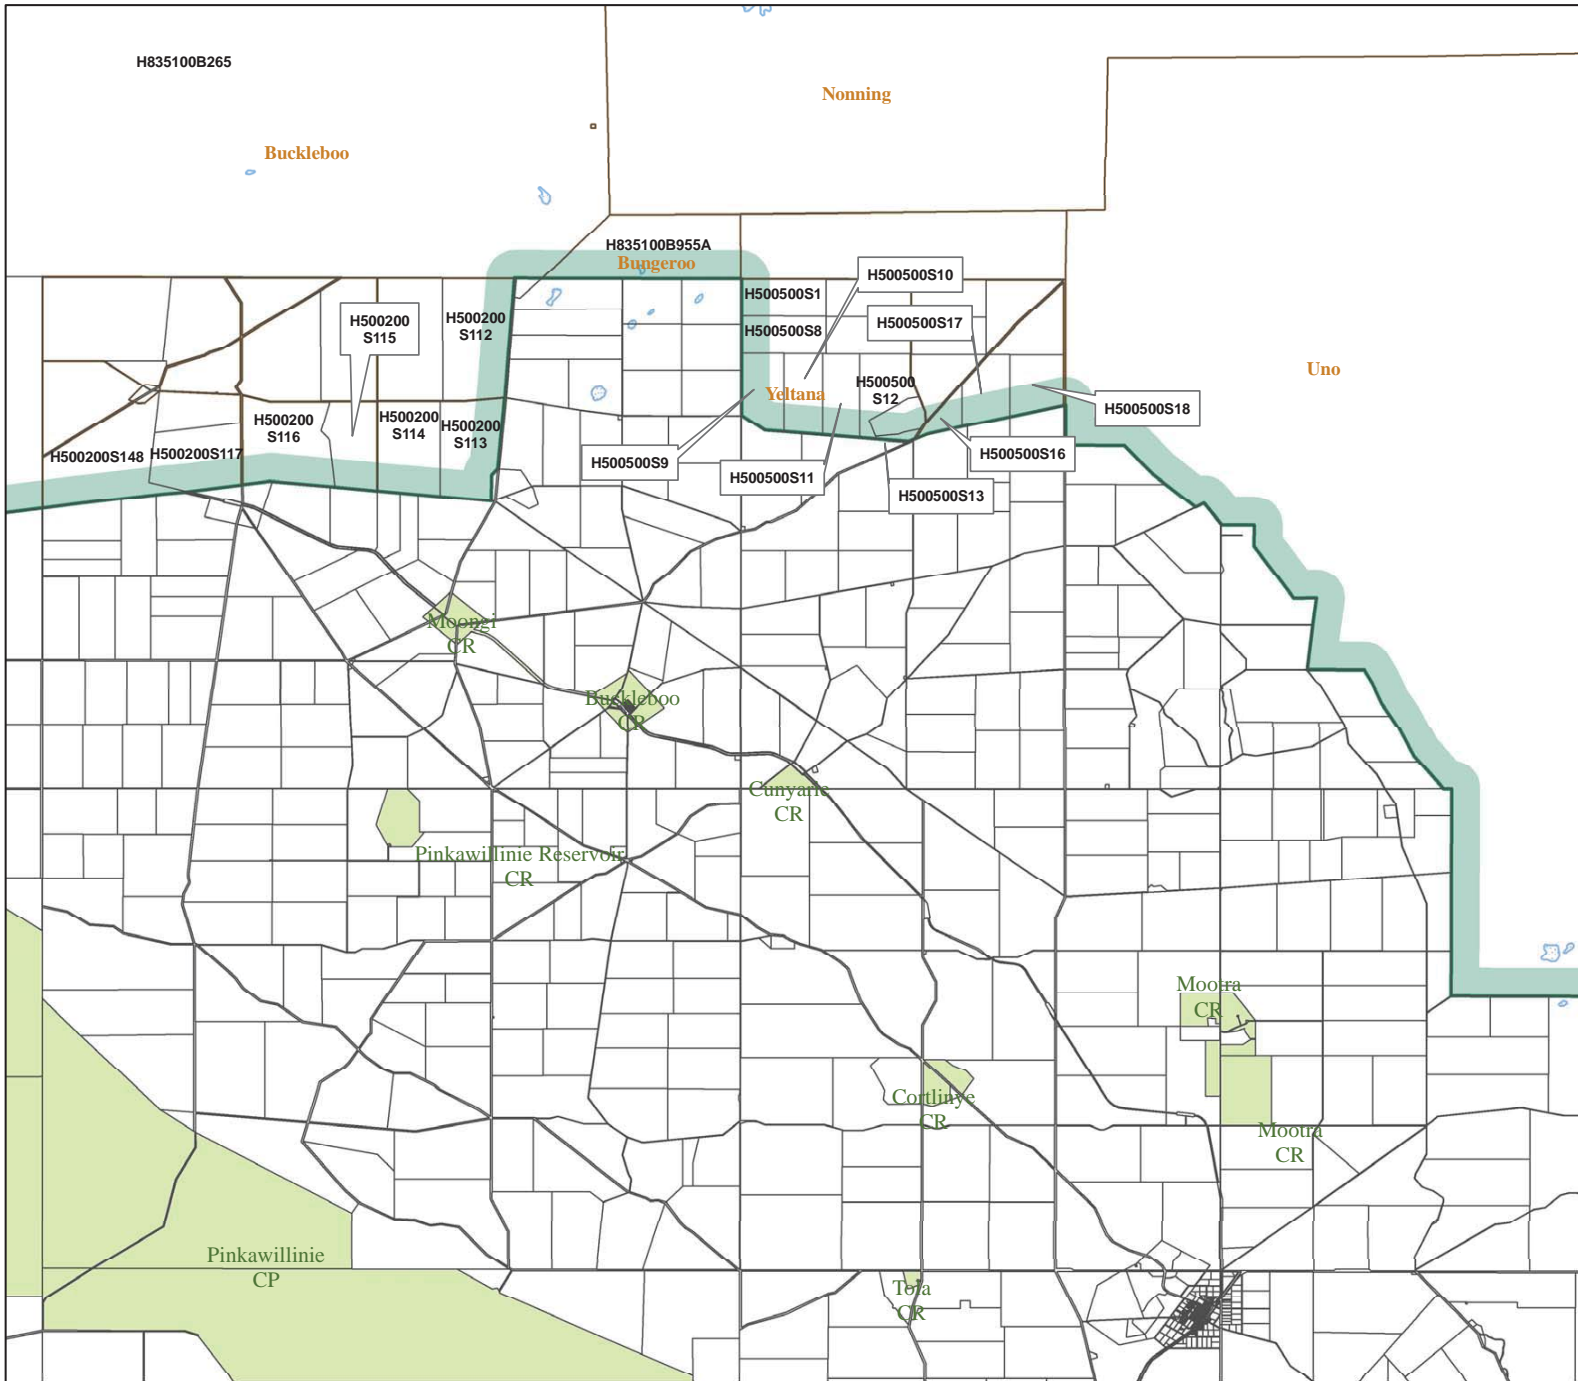 H835100B265
Nonning
Buckleboo
H835100B955A
Bungeroo
H500500S10
H500500S1
H500200
S115
H500200
S112
H500500S17
H500500S8
Uno
H500500
S12
Yeltana
H500500S18
H500200
S116
H500200
S114
H500200
S113
H500200S148
H500200S117
H500500S9
H500500S16
H500500S11
H500500S13
Moongi
CR
Buckleboo
CR
Cunyarie
CR
Pinkawillinie Reservoir
CR
Mootra
CR
Cortlinye
CR
Mootra
CR
Pinkawillinie
CP
Tola
CR